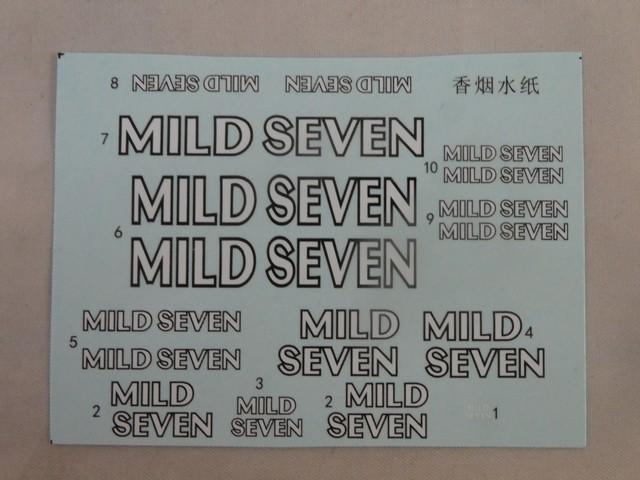 8 MILD SEVEN MILD SEVEN 香烟水纸
7 MILD SEVEN
10 MILD SEVEN
MILD SEVEN
6 MILD SEVEN
MILD SEVEN
9 MILD SEVEN
MILD SEVEN
5 MILD SEVEN
MILD SEVEN
MILD
SEVEN
4 MILD
SEVEN
2 MILD
SEVEN
3 MILD
SEVEN
2 MILD
SEVEN
1 MILD
SEVEN